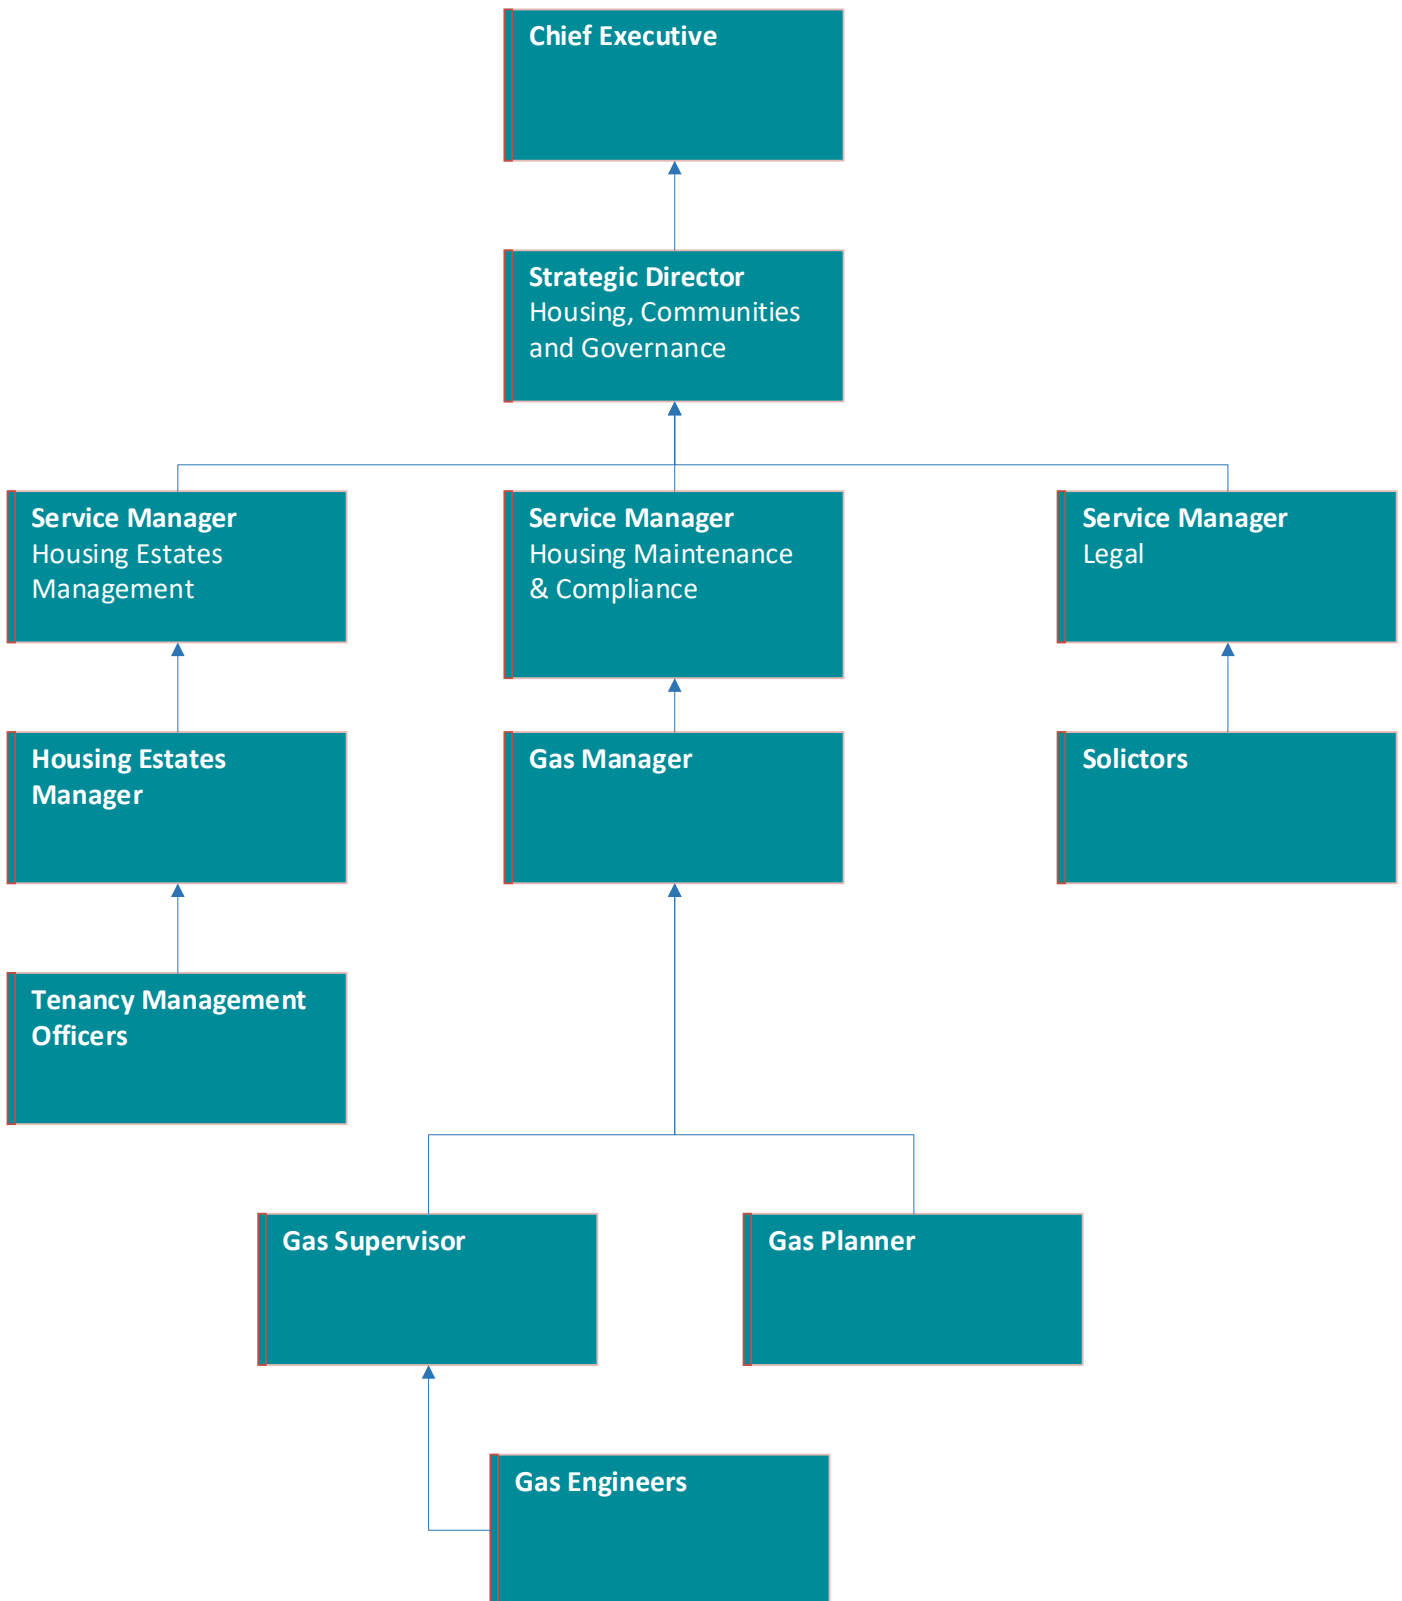 Chief Executive
Strategic Director
Housing, Communities
and Governance
Service Manager
Housing Estates
Management
Service Manager
Housing Maintenance
& Compliance
Service Manager
Legal
Housing Estates
Manager
Gas Manager
Solictors
Tenancy Management
Officers
Gas Supervisor
Gas Planner
Gas Engineers